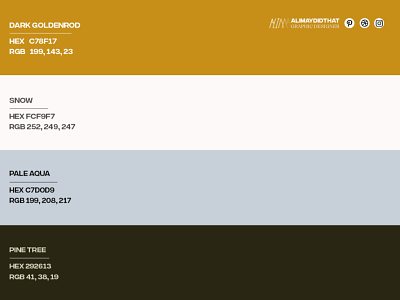 DARK GOLDENROD
HEX C78F17
RGB 199, 143, 23
ALIMAYDIDTHAT
GRAPHIC DESIGNER
SNOW
HEX FCF9F7
RGB 252, 249, 247
PALE AQUA
HEX C7D0D9
RGB 199, 208, 217
PINE TREE
HEX 292613
RGB 41, 38, 19